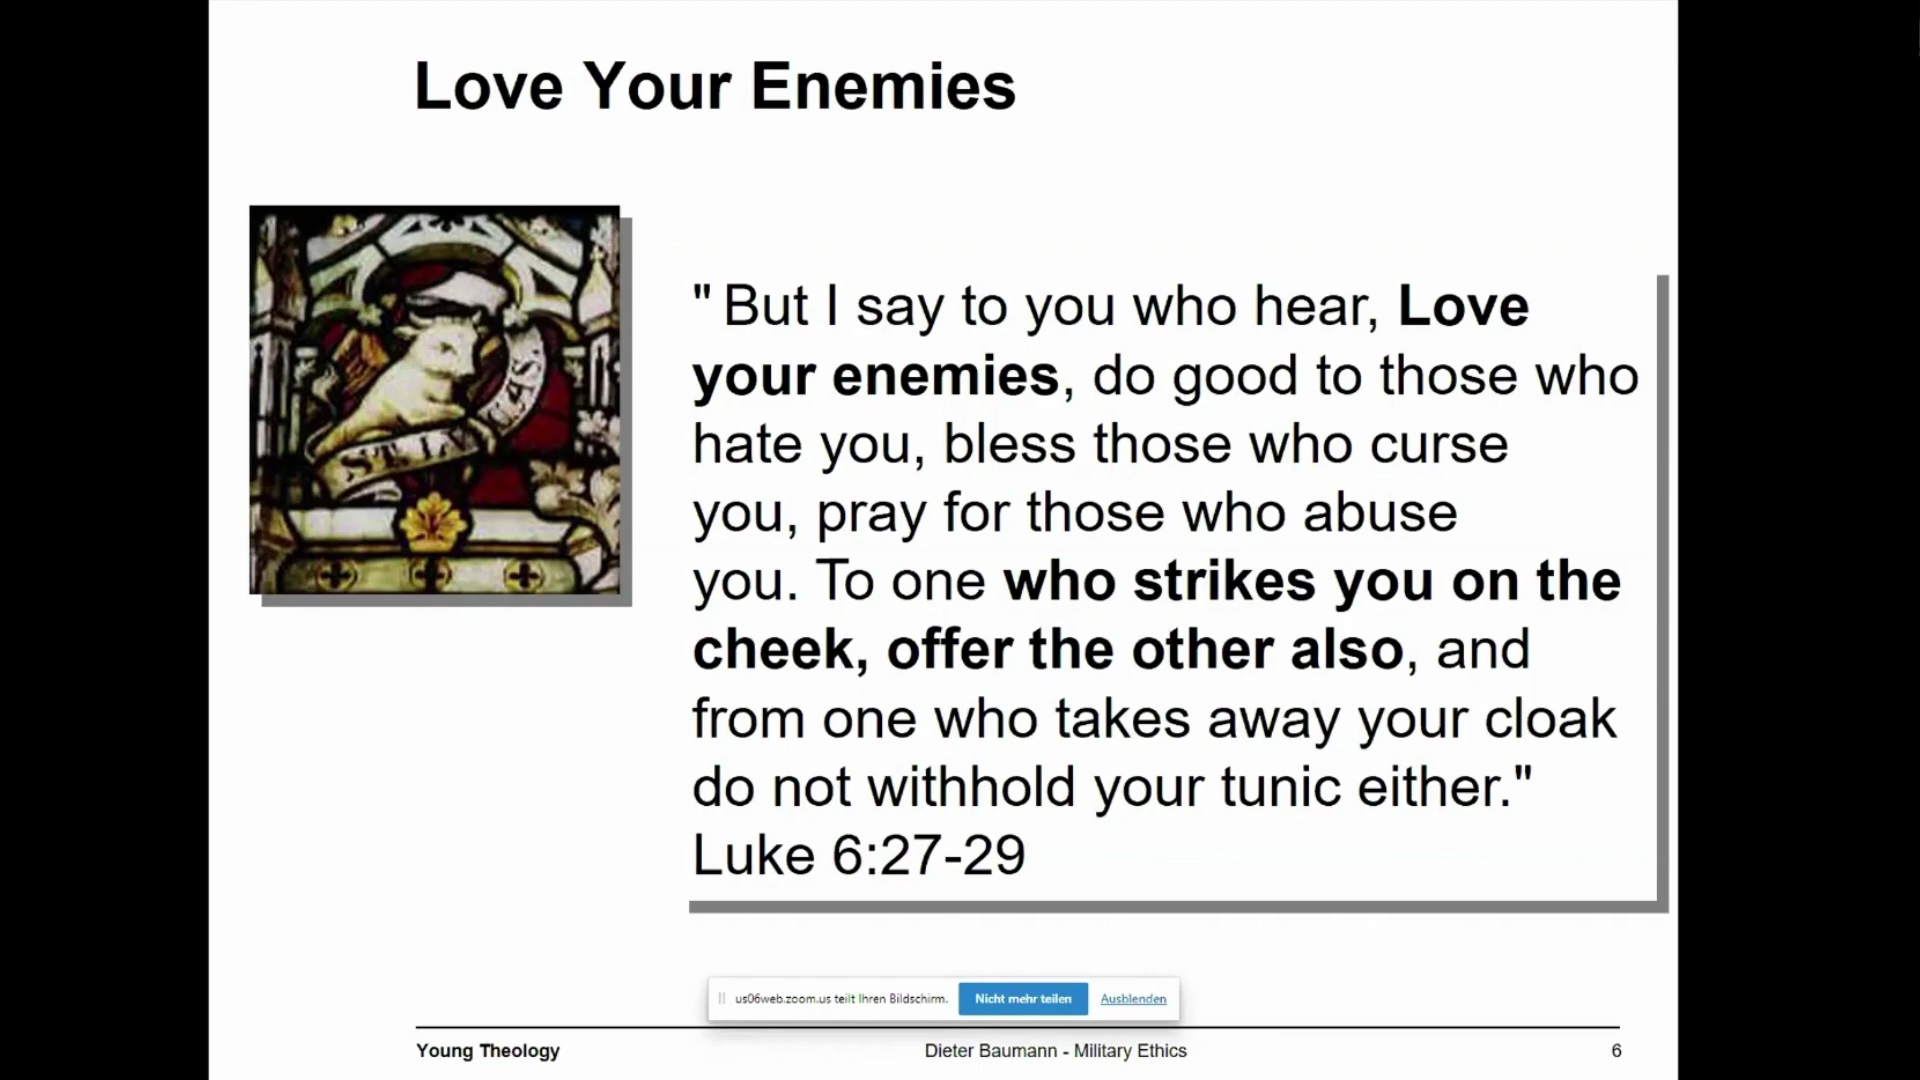 Love Your Enemies
ST. LVCAS
" But I say to you who hear, Love
your enemies, do good to those who
hate you, bless those who curse
you, pray for those who abuse
you. To one who strikes you on the
cheek, offer the other also, and
from one who takes away your cloak
do not withhold your tunic either."
Luke 6:27-29
us06web.zoom.us teilt Ihren Bildschirm. Nicht mehr teilen Ausblenden
Young Theology Dieter Baumann - Military Ethics 6